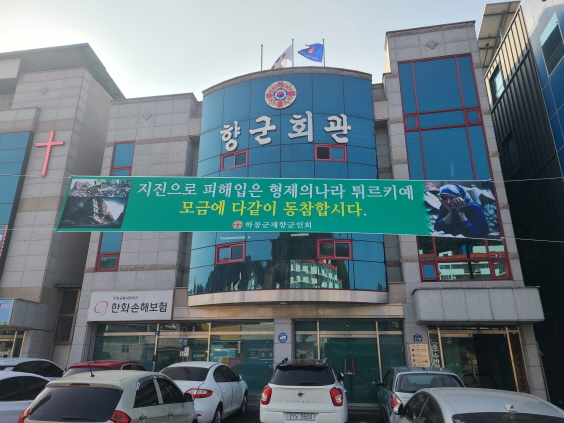 향군회관
지진으로 피해입은 형제의나라 튀르키예
모금에 다같이 동참합시다.
하동군재향군인회
한화손해보험